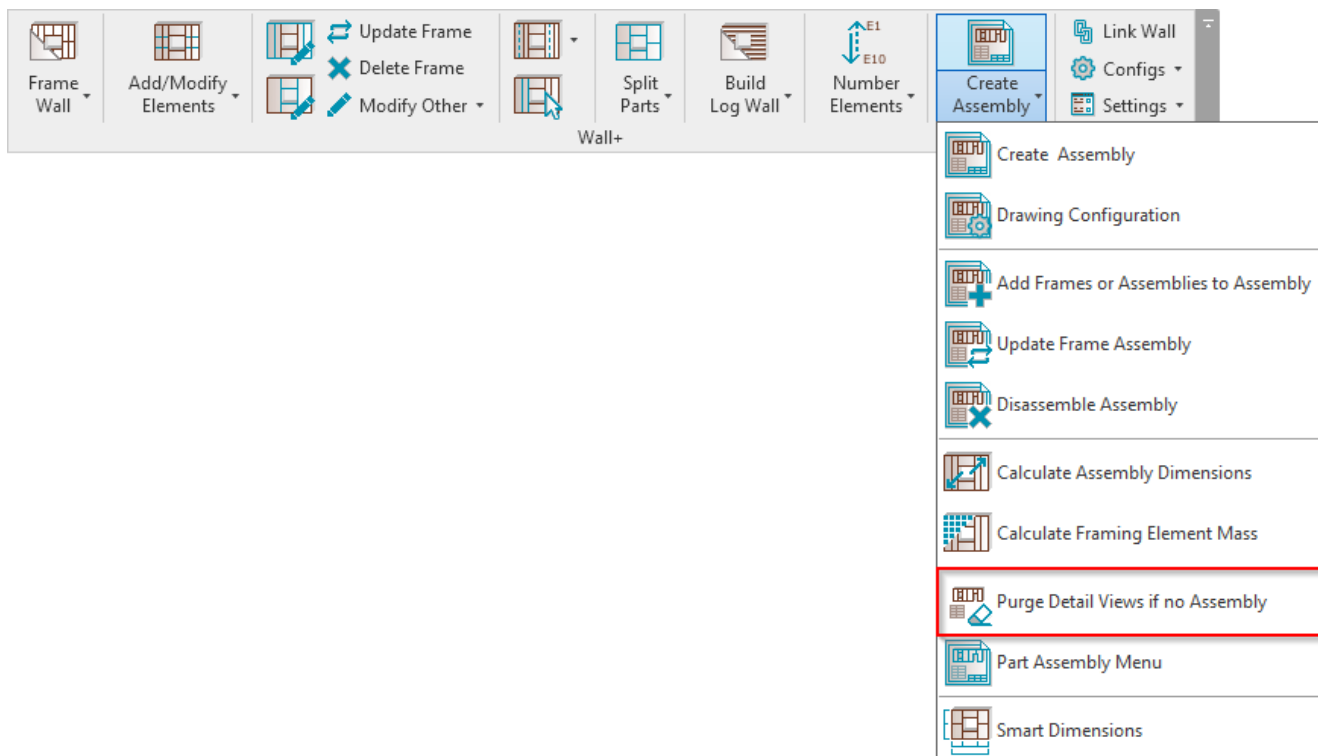 Frame
Wall
Add/Modify
Elements
Update Frame
Delete Frame
Modify Other
Split
Parts
Build
Log Wall
E1
E10
Number
Elements
Create
Assembly
Link Wall
Configs
Settings
Wall+
Create Assembly
Drawing Configuration
Add Frames or Assemblies to Assembly
Update Frame Assembly
Disassemble Assembly
Calculate Assembly Dimensions
Calculate Framing Element Mass
Purge Detail Views if no Assembly
Part Assembly Menu
Smart Dimensions